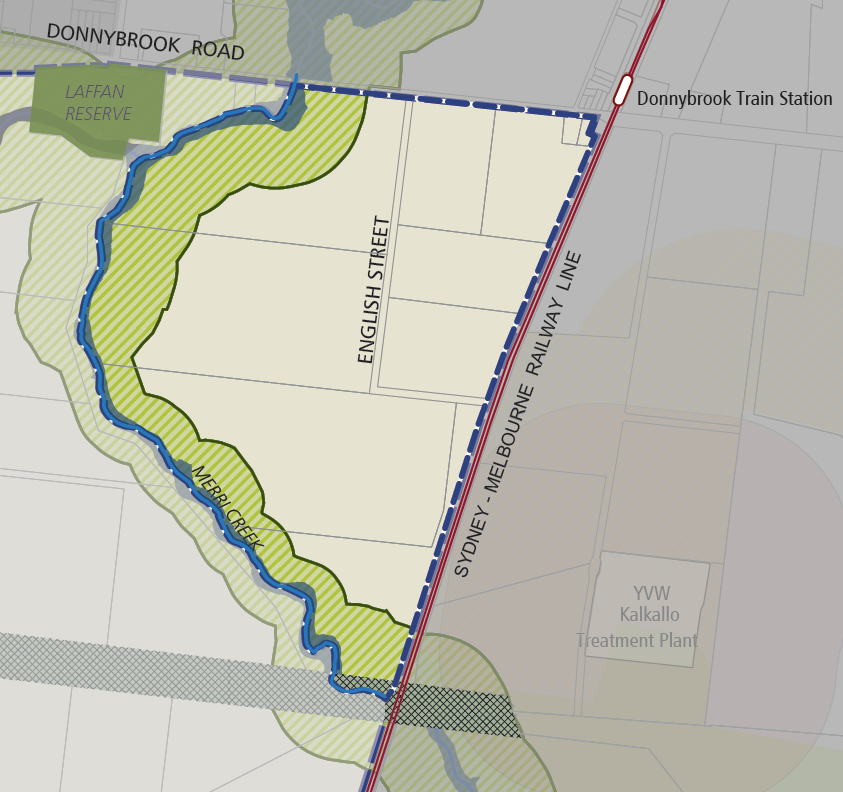 DONNYBROOK ROAD
LAFFAN
RESERVE
Donnybrook Train Station
ENGLISH STREET
SYDNEY - MELBOURNE RAILWAY LINE
MERRI CREEK
YVW
Kalkallo
Treatment Plant